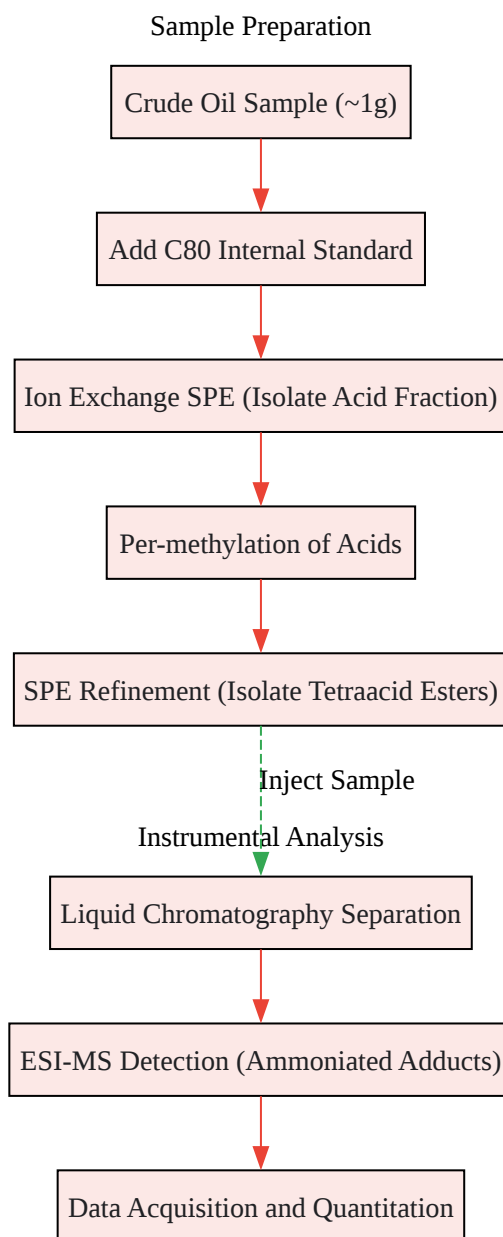 Sample Preparation
Crude Oil Sample (~1g)
Add C80 Internal Standard
Ion Exchange SPE (Isolate Acid Fraction)
Per-methylation of Acids
SPE Refinement (Isolate Tetraacid Esters)
Inject Sample
Instrumental Analysis
Liquid Chromatography Separation
ESI-MS Detection (Ammoniated Adducts)
Data Acquisition and Quantitation